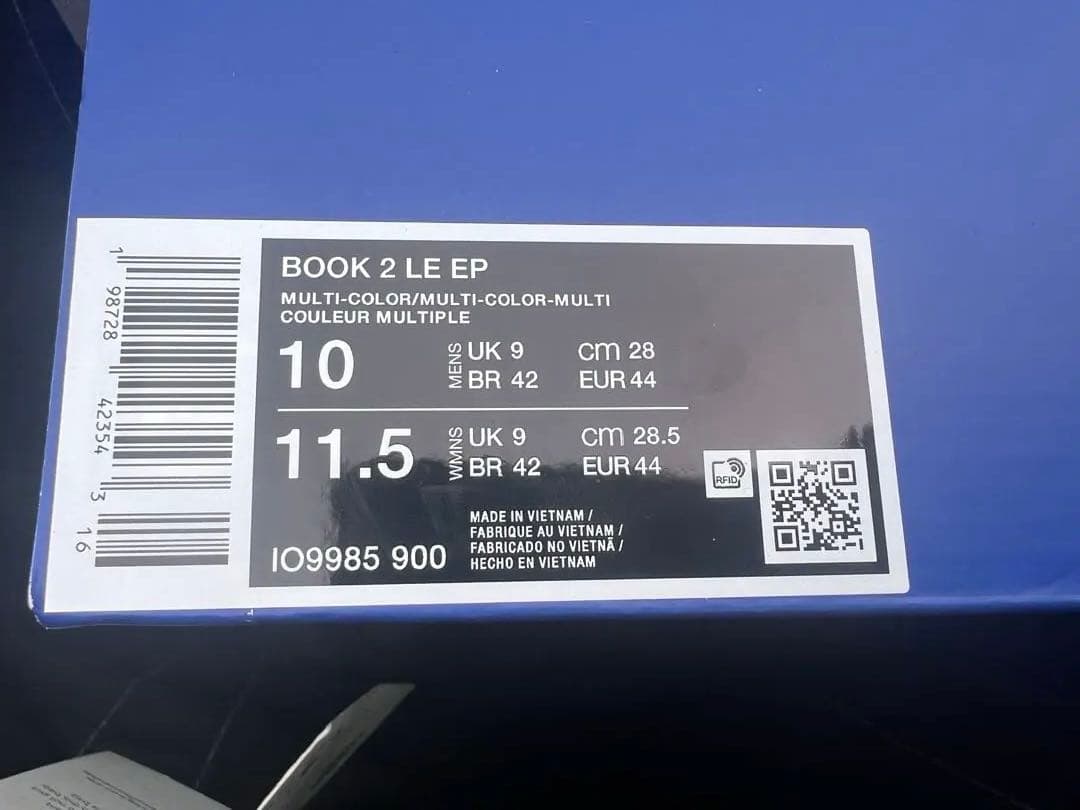 BOOK 2 LE EP
MULTI-COLOR/MULTI-COLOR-MULTI
COULEUR MULTIPLE
10 MENS UK 9 cm 28
BR 42 EUR 44
11.5 WMNS UK 9 cm 28.5
BR 42 EUR 44
RFID
IO9985 900
MADE IN VIETNAM /
FABRIQUE AU VIETNAM /
FABRICADO NO VIETNÃ /
HECHO EN VIETNAM
1 98728 42354 3 16